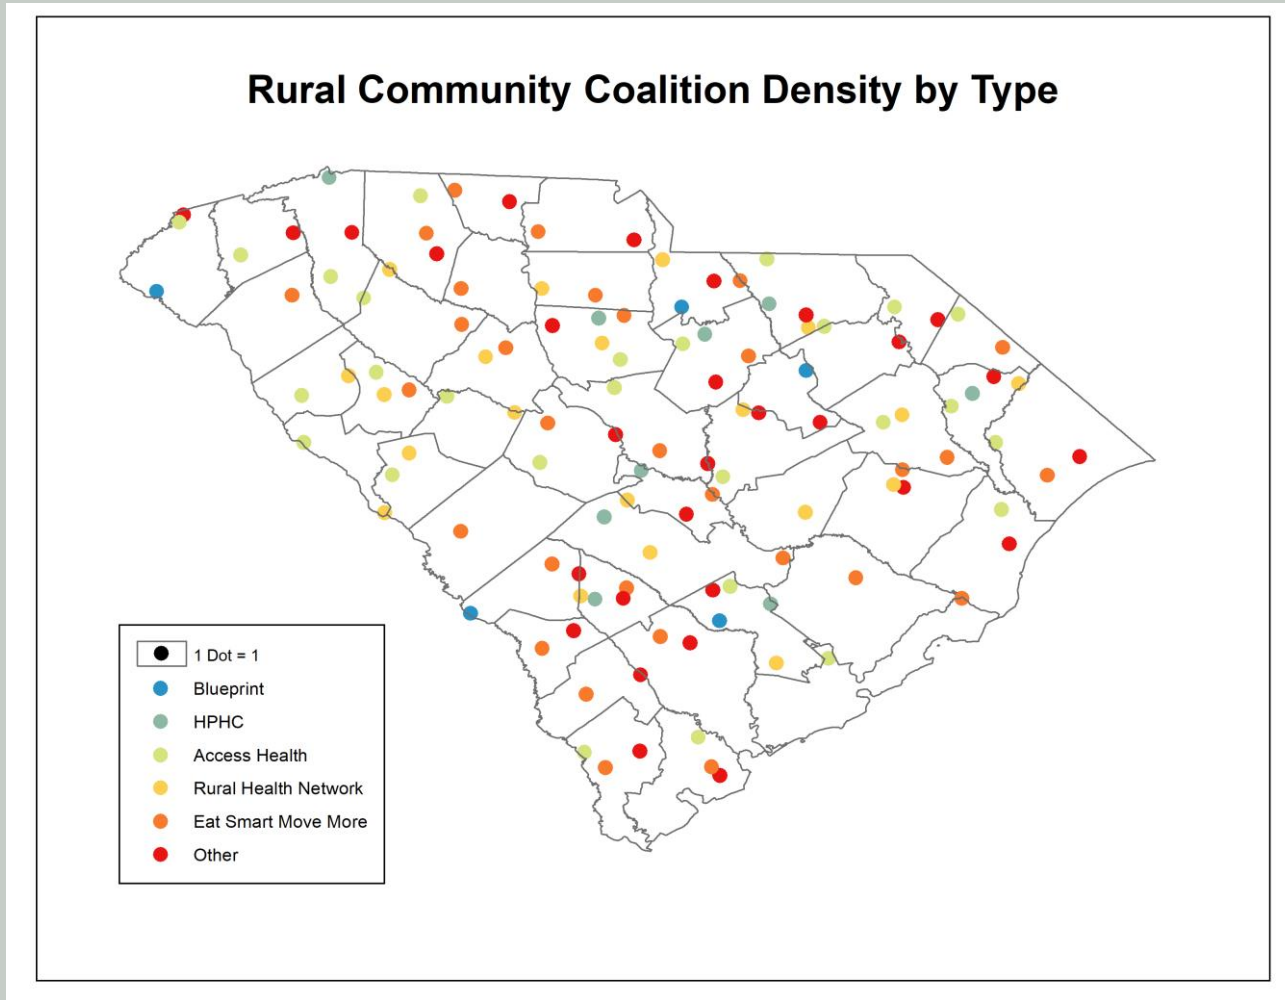 Rural Community Coalition Density by Type
1 Dot = 1
Blueprint
HPHC
Access Health
Rural Health Network
Eat Smart Move More
Other